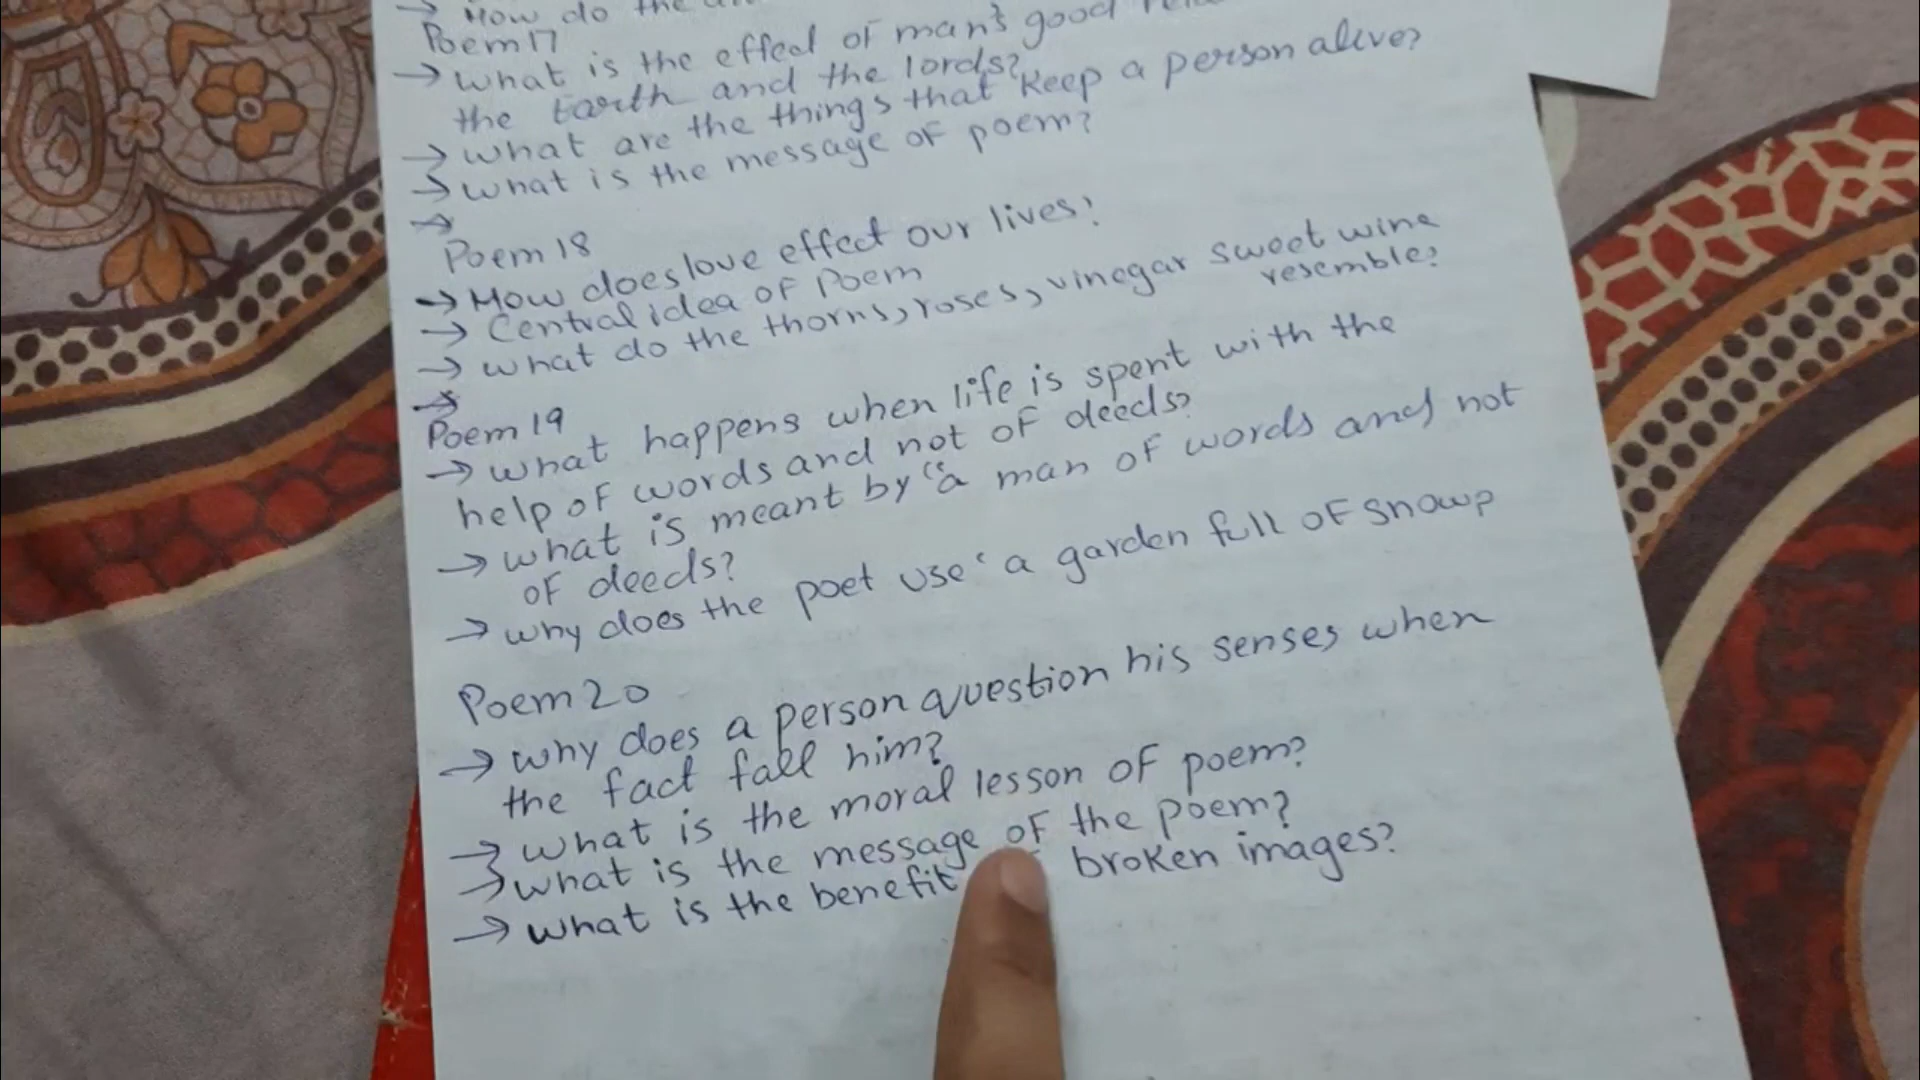 → How do the
Poem 17
→ what is the effect of man's good
the Earth and the lords?
→ what are the things that keep a person alive?
→ what is the message of poem?
→
Poem 18
→ How does love effect our lives?
→ Central idea of Poem
→ what do the thorns, roses, vinegar sweet wine
resemble?
→
Poem 19
→ what happens when life is spent with the
help of words and not of deeds?
→ what is meant by "a man of words and not
of deeds?
→ why does the poet use 'a garden full of snow?
Poem 20
→ why does a person question his senses when
the fact fall him?
→ what is the moral lesson of poem?
→ what is the message of the poem?
→ what is the benefit broken images?